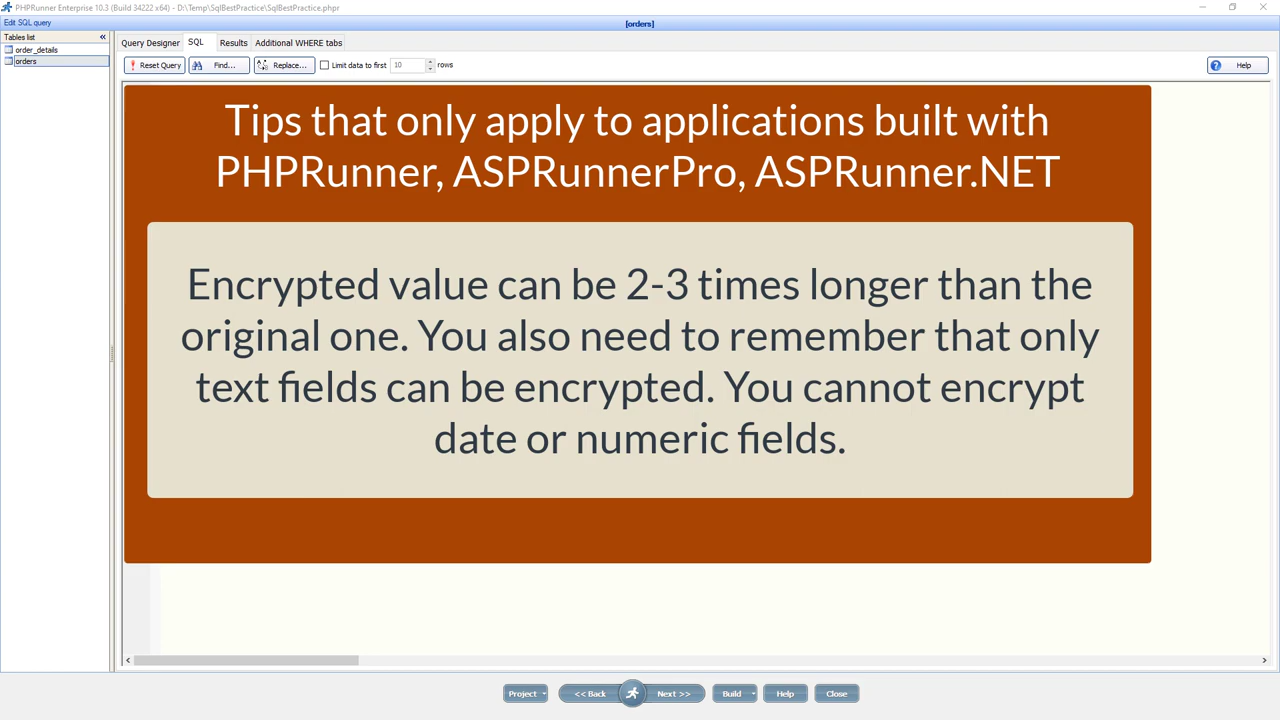 PHPRunner Enterprise 10.3 (Build 34222 x64) - D:\Temp\SqlBestPractice\SqlBestPractice.phpr
Edit SQL query
[orders]
Tables list
order_details
orders
Query Designer
SQL
Results
Additional WHERE tabs
Reset Query
Find...
Replace...
Limit data to first
10
rows
Help
Tips that only apply to applications built with
PHPRunner, ASPRunnerPro, ASPRunner.NET
Encrypted value can be 2-3 times longer than the
original one. You also need to remember that only
text fields can be encrypted. You cannot encrypt
date or numeric fields.
Project
<< Back
Next >>
Build
Help
Close